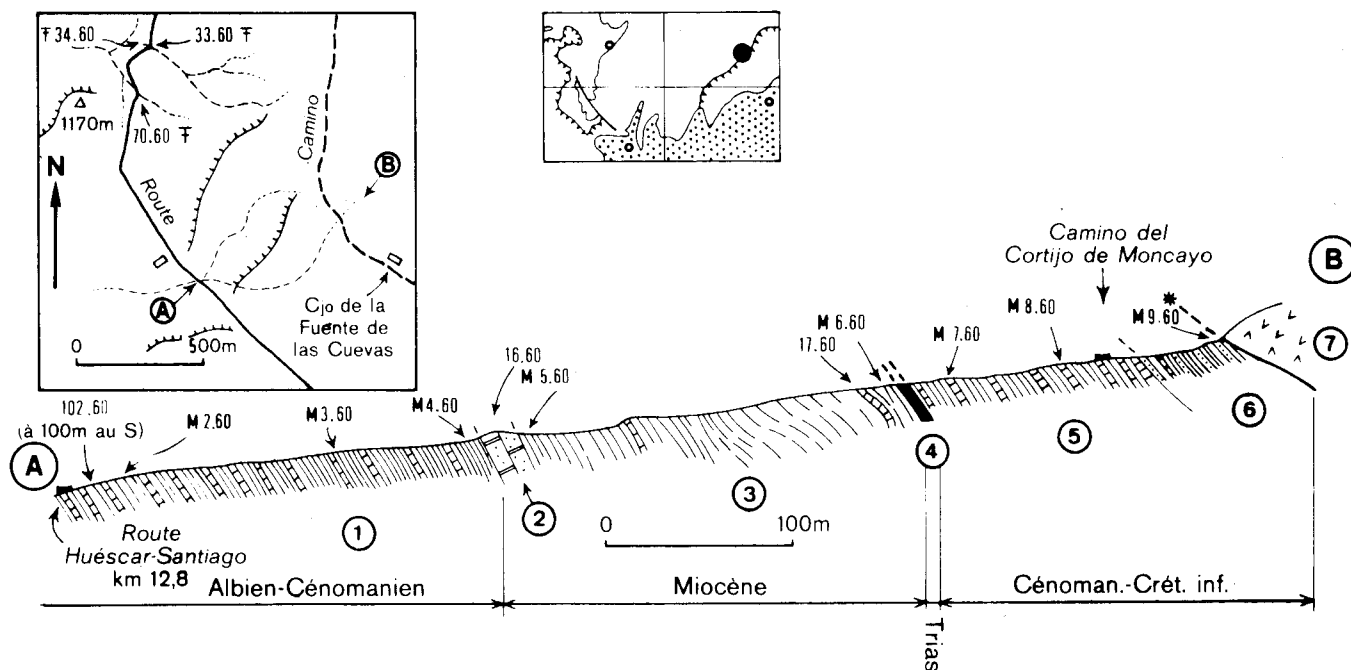 34.60
33.60
1170m
70.60
Camino
B
N
Route
A
Cjo de la
Fuente de
las Cuevas
0 500m
Camino del
Cortijo de Moncayo
B
M 9.60
M 8.60
7
M 6.60
17.60
M 7.60
16.60
M 5.60
102.60
(à 100m au S)
M 2.60
M 3.60
M 4.60
A
6
5
4
3
2
1
0 100m
Route
Huéscar-Santiago
km 12,8
Albien-Cénomanien
Miocène
Trias
Cénoman.-Crét. inf.